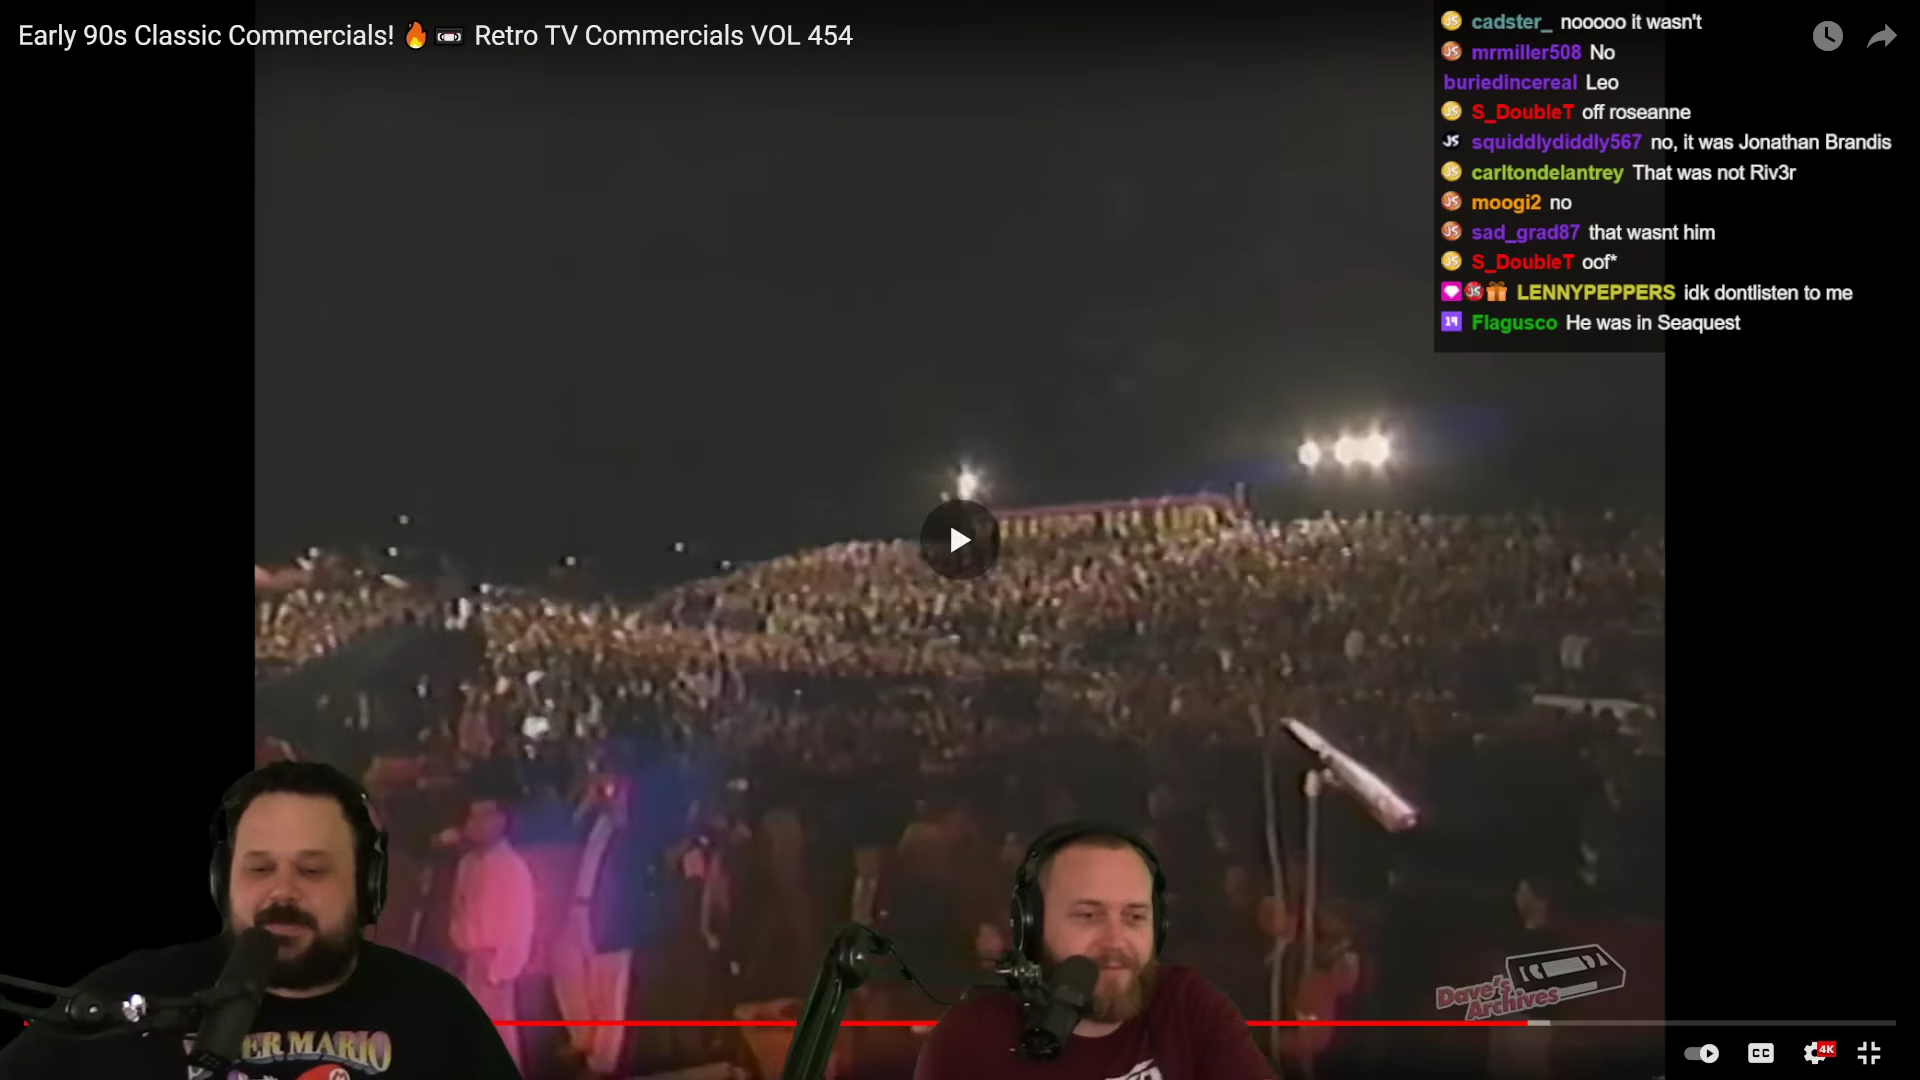 Early 90s Classic Commercials! 🔥📼 Retro TV Commercials VOL 454
cadster_ nooooo it wasn't
mrmiller508 No
buriedincereal Leo
S_DoubleT off roseanne
squiddlydiddly567 no, it was Jonathan Brandis
carltondelantrey That was not Riv3r
moogi2 no
sad_grad87 that wasnt him
S_DoubleT oof*
LENNYPEPPERS idk dontlisten to me
Flagusco He was in Seaquest
Dave's
Archives
ER MARIO
CC
4K